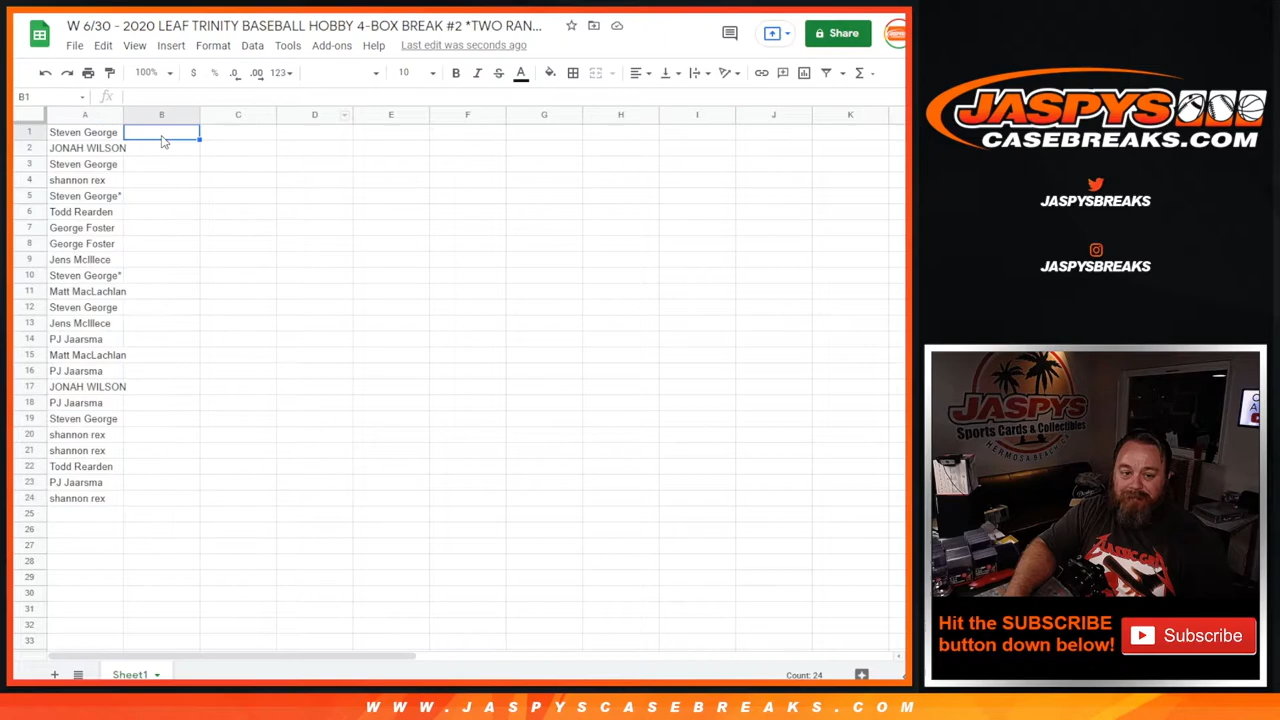 W 6/30 - 2020 LEAF TRINITY BASEBALL HOBBY 4-BOX BREAK #2 *TWO RAN...
File Edit View Insert Format Data Tools Add-ons Help Last edit was seconds ago
Share
100% $ % .0 .00 123 10 B I S A
B1 fx
A B C D E F G H I J K
1 Steven George
2 JONAH WILSON
3 Steven George
4 shannon rex
5 Steven George*
6 Todd Rearden
7 George Foster
8 George Foster
9 Jens McIllece
10 Steven George*
11 Matt MacLachlan
12 Steven George
13 Jens McIllece
14 PJ Jaarsma
15 Matt MacLachlan
16 PJ Jaarsma
17 JONAH WILSON
18 PJ Jaarsma
19 Steven George
20 shannon rex
21 shannon rex
22 Todd Rearden
23 PJ Jaarsma
24 shannon rex
25
26
27
28
29
30
31
32
33
Sheet1
Count: 24
JASPYS
CASEBREAKS.COM
JASPYSBREAKS
JASPYSBREAKS
JASPYS
Sports Cards & Collectibles
HERMOSA BEACH, CA
Hit the SUBSCRIBE
button down below!
Subscribe
WWW.JASPYSCASEBREAKS.COM